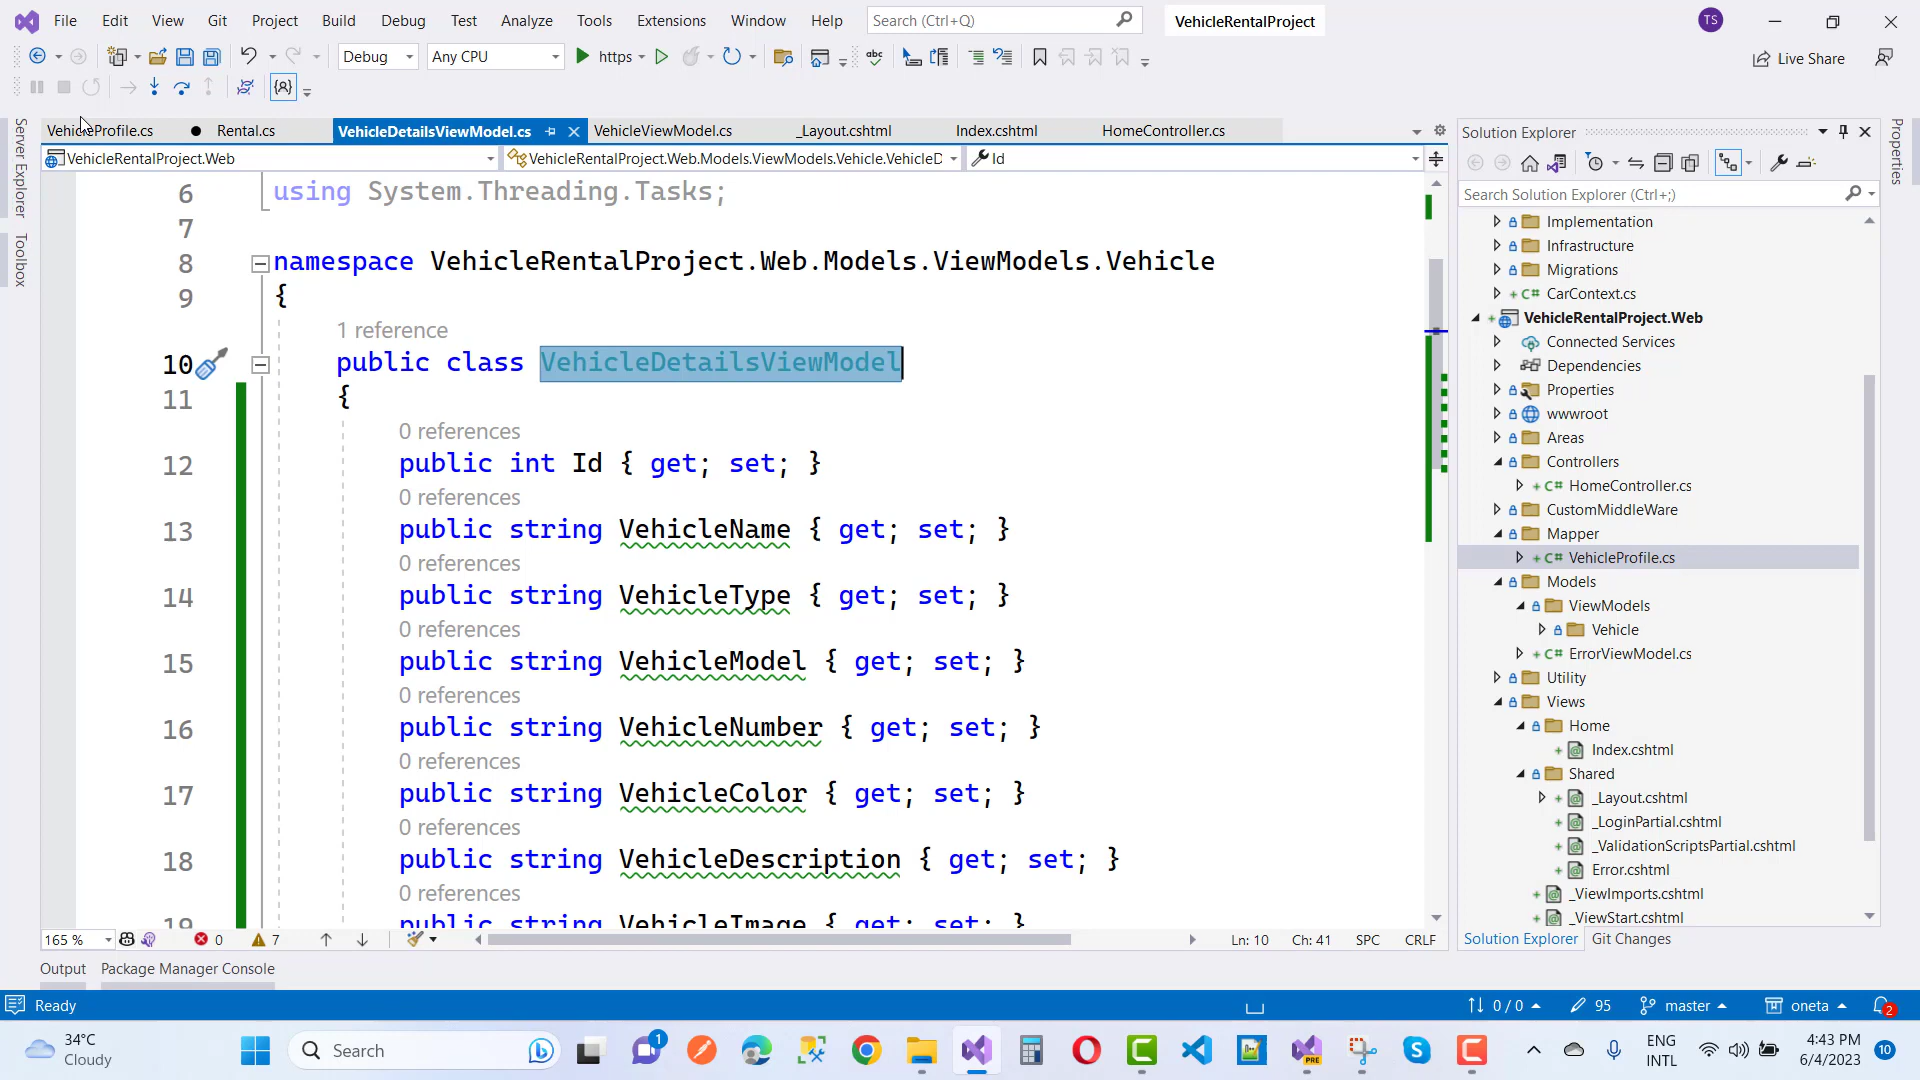 File Edit View Git Project Build Debug Test Analyze Tools Extensions Window Help Search (Ctrl+Q) VehicleRentalProject TS
Debug Any CPU https Live Share
VehicleProfile.cs Rental.cs VehicleDetailsViewModel.cs VehicleViewModel.cs _Layout.cshtml Index.cshtml HomeController.cs
VehicleRentalProject.Web VehicleRentalProject.Web.Models.ViewModels.Vehicle.VehicleD Id
Server Explorer
Toolbox
6 using System.Threading.Tasks;
7
8 namespace VehicleRentalProject.Web.Models.ViewModels.Vehicle
9 {
1 reference
10 public class VehicleDetailsViewModel
11 {
0 references
12 public int Id { get; set; }
0 references
13 public string VehicleName { get; set; }
0 references
14 public string VehicleType { get; set; }
0 references
15 public string VehicleModel { get; set; }
0 references
16 public string VehicleNumber { get; set; }
0 references
17 public string VehicleColor { get; set; }
0 references
18 public string VehicleDescription { get; set; }
0 references
19 public string VehicleImage { get; set; }
165 % 0 7 Ln: 10 Ch: 41 SPC CRLF
Solution Explorer
Search Solution Explorer (Ctrl+;)
Implementation
Infrastructure
Migrations
C# CarContext.cs
VehicleRentalProject.Web
Connected Services
Dependencies
Properties
wwwroot
Areas
Controllers
C# HomeController.cs
CustomMiddleWare
Mapper
C# VehicleProfile.cs
Models
ViewModels
Vehicle
C# ErrorViewModel.cs
Utility
Views
Home
Index.cshtml
Shared
_Layout.cshtml
_LoginPartial.cshtml
_ValidationScriptsPartial.cshtml
Error.cshtml
_ViewImports.cshtml
_ViewStart.cshtml
Solution Explorer Git Changes
Properties
Output Package Manager Console
Ready 0 / 0 95 master oneta 2
34°C
Cloudy
Search
1
PRE
ENG
INTL
4:43 PM
6/4/2023
10